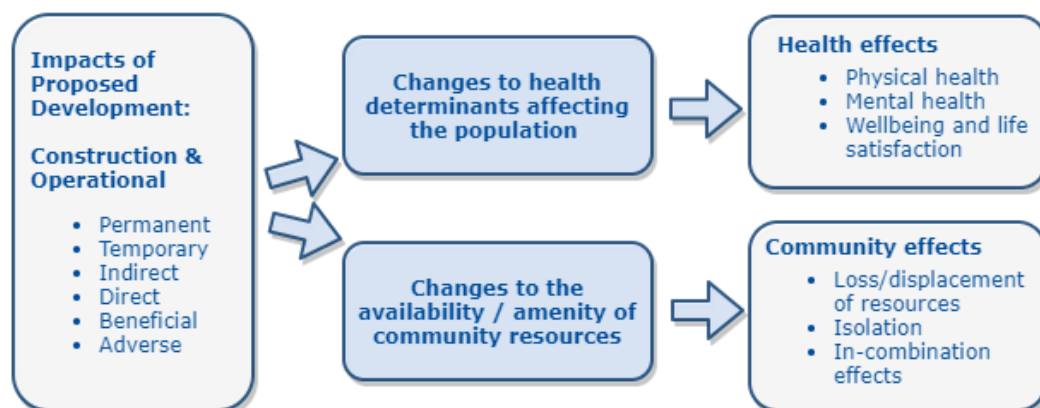 Impacts of
Proposed
Development:
Construction &
Operational
• Permanent
• Temporary
• Indirect
• Direct
• Beneficial
• Adverse
Changes to health
determinants affecting
the population
Changes to the
availability / amenity of
community resources
Health effects
• Physical health
• Mental health
• Wellbeing and life
satisfaction
Community effects
• Loss/displacement
of resources
• Isolation
• In-combination
effects